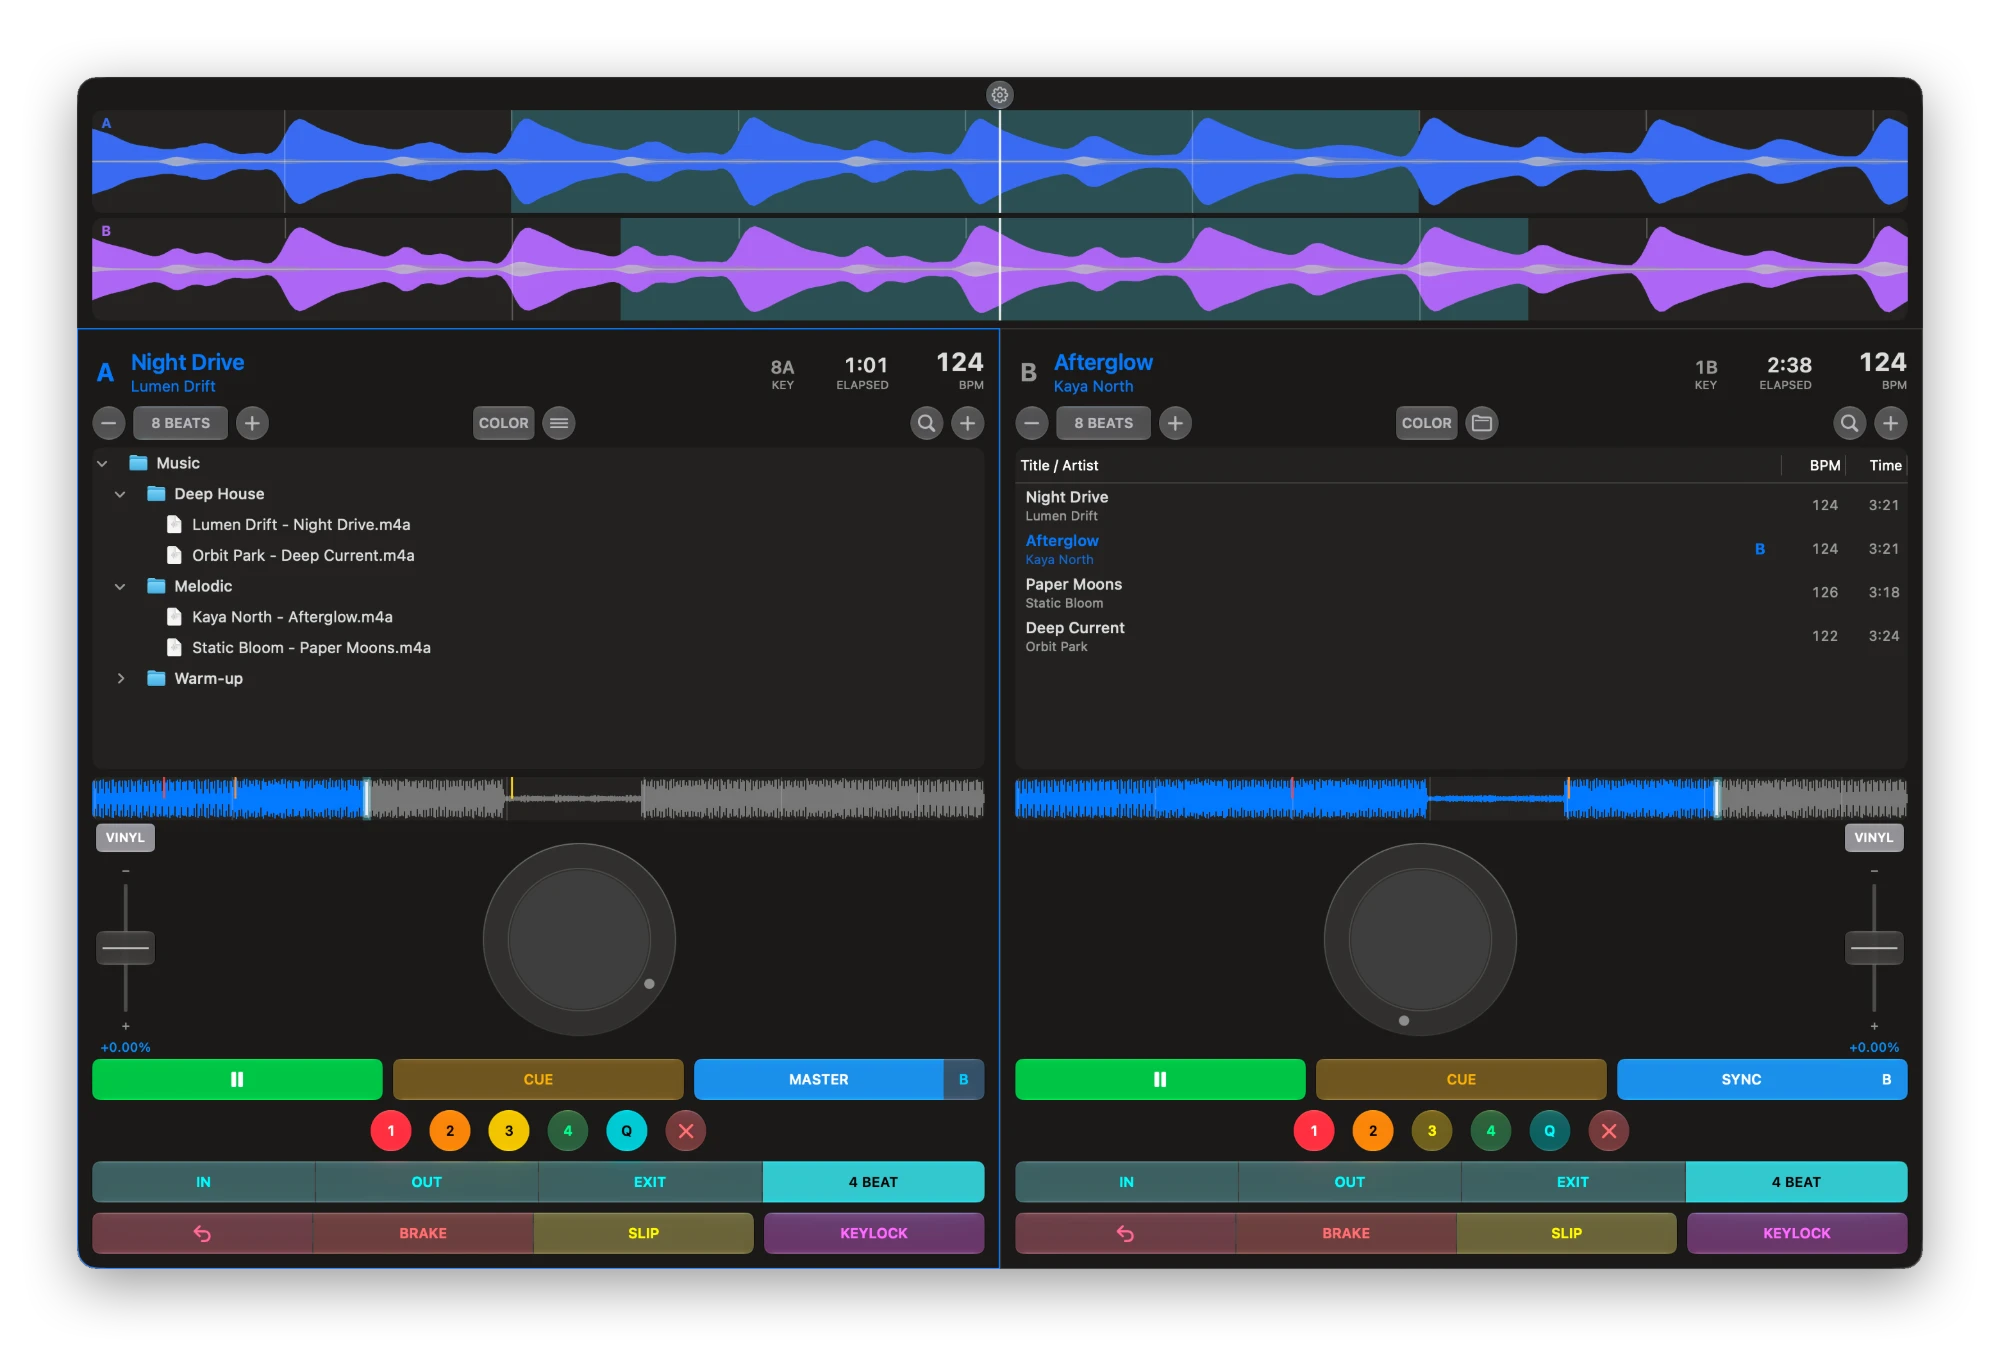 A
B
A
Night Drive
Lumen Drift
8A
KEY
1:01
ELAPSED
124
BPM
− 8 BEATS +
COLOR
+
Music
Deep House
Lumen Drift - Night Drive.m4a
Orbit Park - Deep Current.m4a
Melodic
Kaya North - Afterglow.m4a
Static Bloom - Paper Moons.m4a
Warm-up
VINYL
−
+
+0.00%
CUE
MASTER B
1 2 3 4 Q
IN OUT EXIT 4 BEAT
BRAKE SLIP KEYLOCK
B
Afterglow
Kaya North
1B
KEY
2:38
ELAPSED
124
BPM
− 8 BEATS +
COLOR
+
Title / Artist BPM Time
Night Drive
Lumen Drift
124 3:21
Afterglow
Kaya North
B 124 3:21
Paper Moons
Static Bloom
126 3:18
Deep Current
Orbit Park
122 3:24
VINYL
−
+
+0.00%
CUE
SYNC B
1 2 3 4 Q
IN OUT EXIT 4 BEAT
BRAKE SLIP KEYLOCK